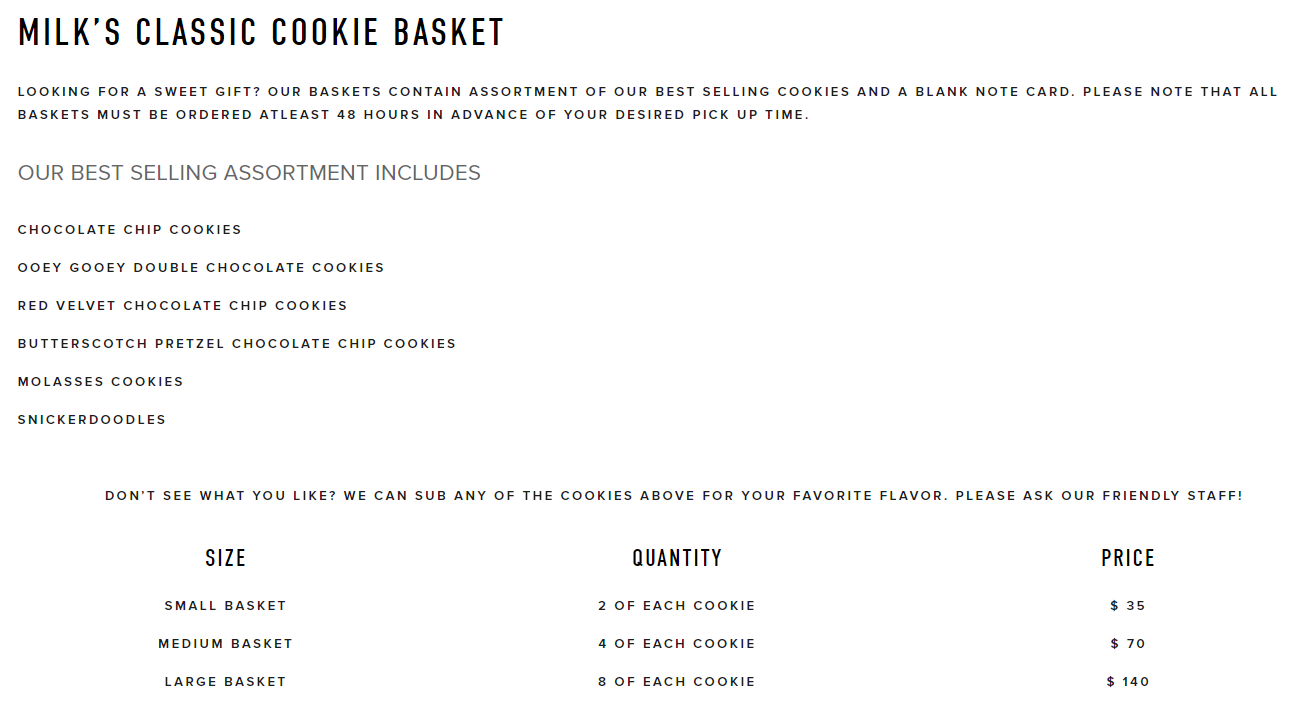 MILK’S CLASSIC COOKIE BASKET
LOOKING FOR A SWEET GIFT? OUR BASKETS CONTAIN ASSORTMENT OF OUR BEST SELLING COOKIES AND A BLANK NOTE CARD. PLEASE NOTE THAT ALL
BASKETS MUST BE ORDERED ATLEAST 48 HOURS IN ADVANCE OF YOUR DESIRED PICK UP TIME.
OUR BEST SELLING ASSORTMENT INCLUDES
CHOCOLATE CHIP COOKIES
OOEY GOOEY DOUBLE CHOCOLATE COOKIES
RED VELVET CHOCOLATE CHIP COOKIES
BUTTERSCOTCH PRETZEL CHOCOLATE CHIP COOKIES
MOLASSES COOKIES
SNICKERDOODLES
DON’T SEE WHAT YOU LIKE? WE CAN SUB ANY OF THE COOKIES ABOVE FOR YOUR FAVORITE FLAVOR. PLEASE ASK OUR FRIENDLY STAFF!
SIZE QUANTITY PRICE
SMALL BASKET 2 OF EACH COOKIE $ 35
MEDIUM BASKET 4 OF EACH COOKIE $ 70
LARGE BASKET 8 OF EACH COOKIE $ 140